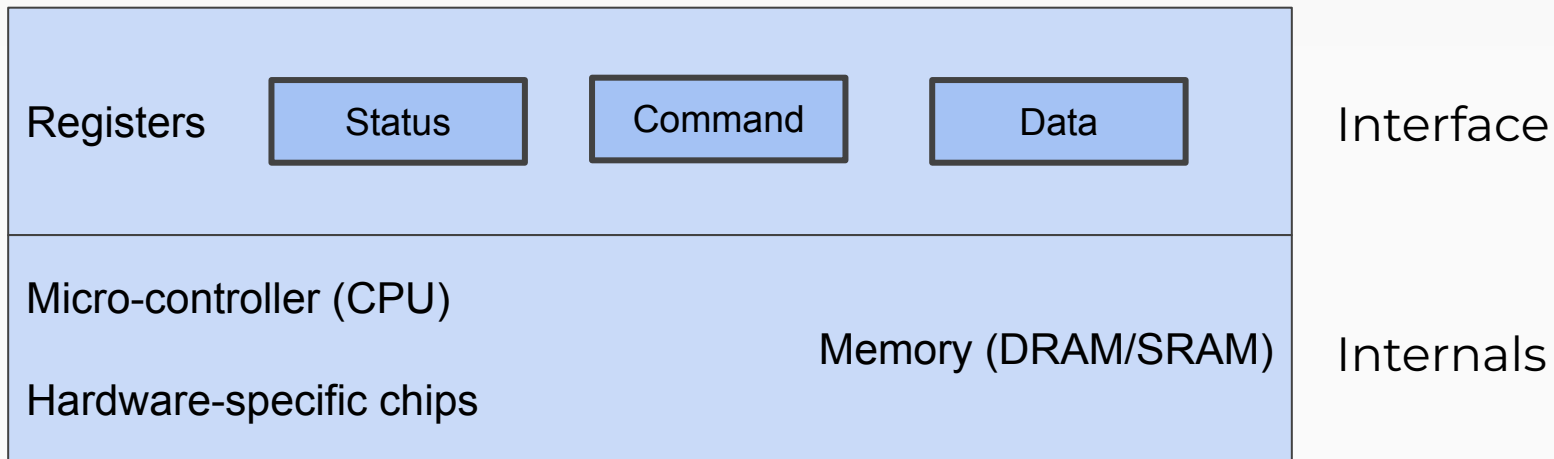 Registers
Status
Command
Data
Interface
Micro-controller (CPU)
Memory (DRAM/SRAM)
Hardware-specific chips
Internals